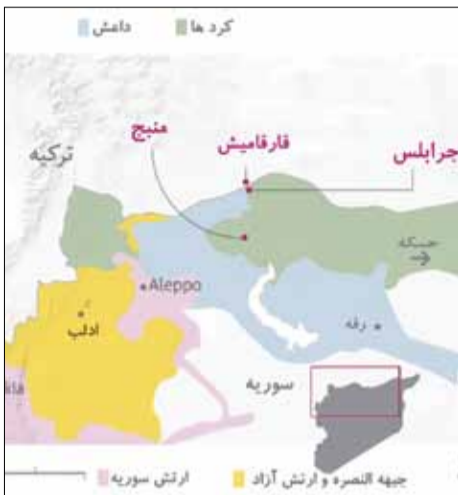 کرد ها
داعش
منبج
قارقامیش
جرابلس
ترکیه
حسکه
Aleppo
ادلب
رقه
سوریه
جبهه النصره و ارتش آزاد
ارتش سوریه